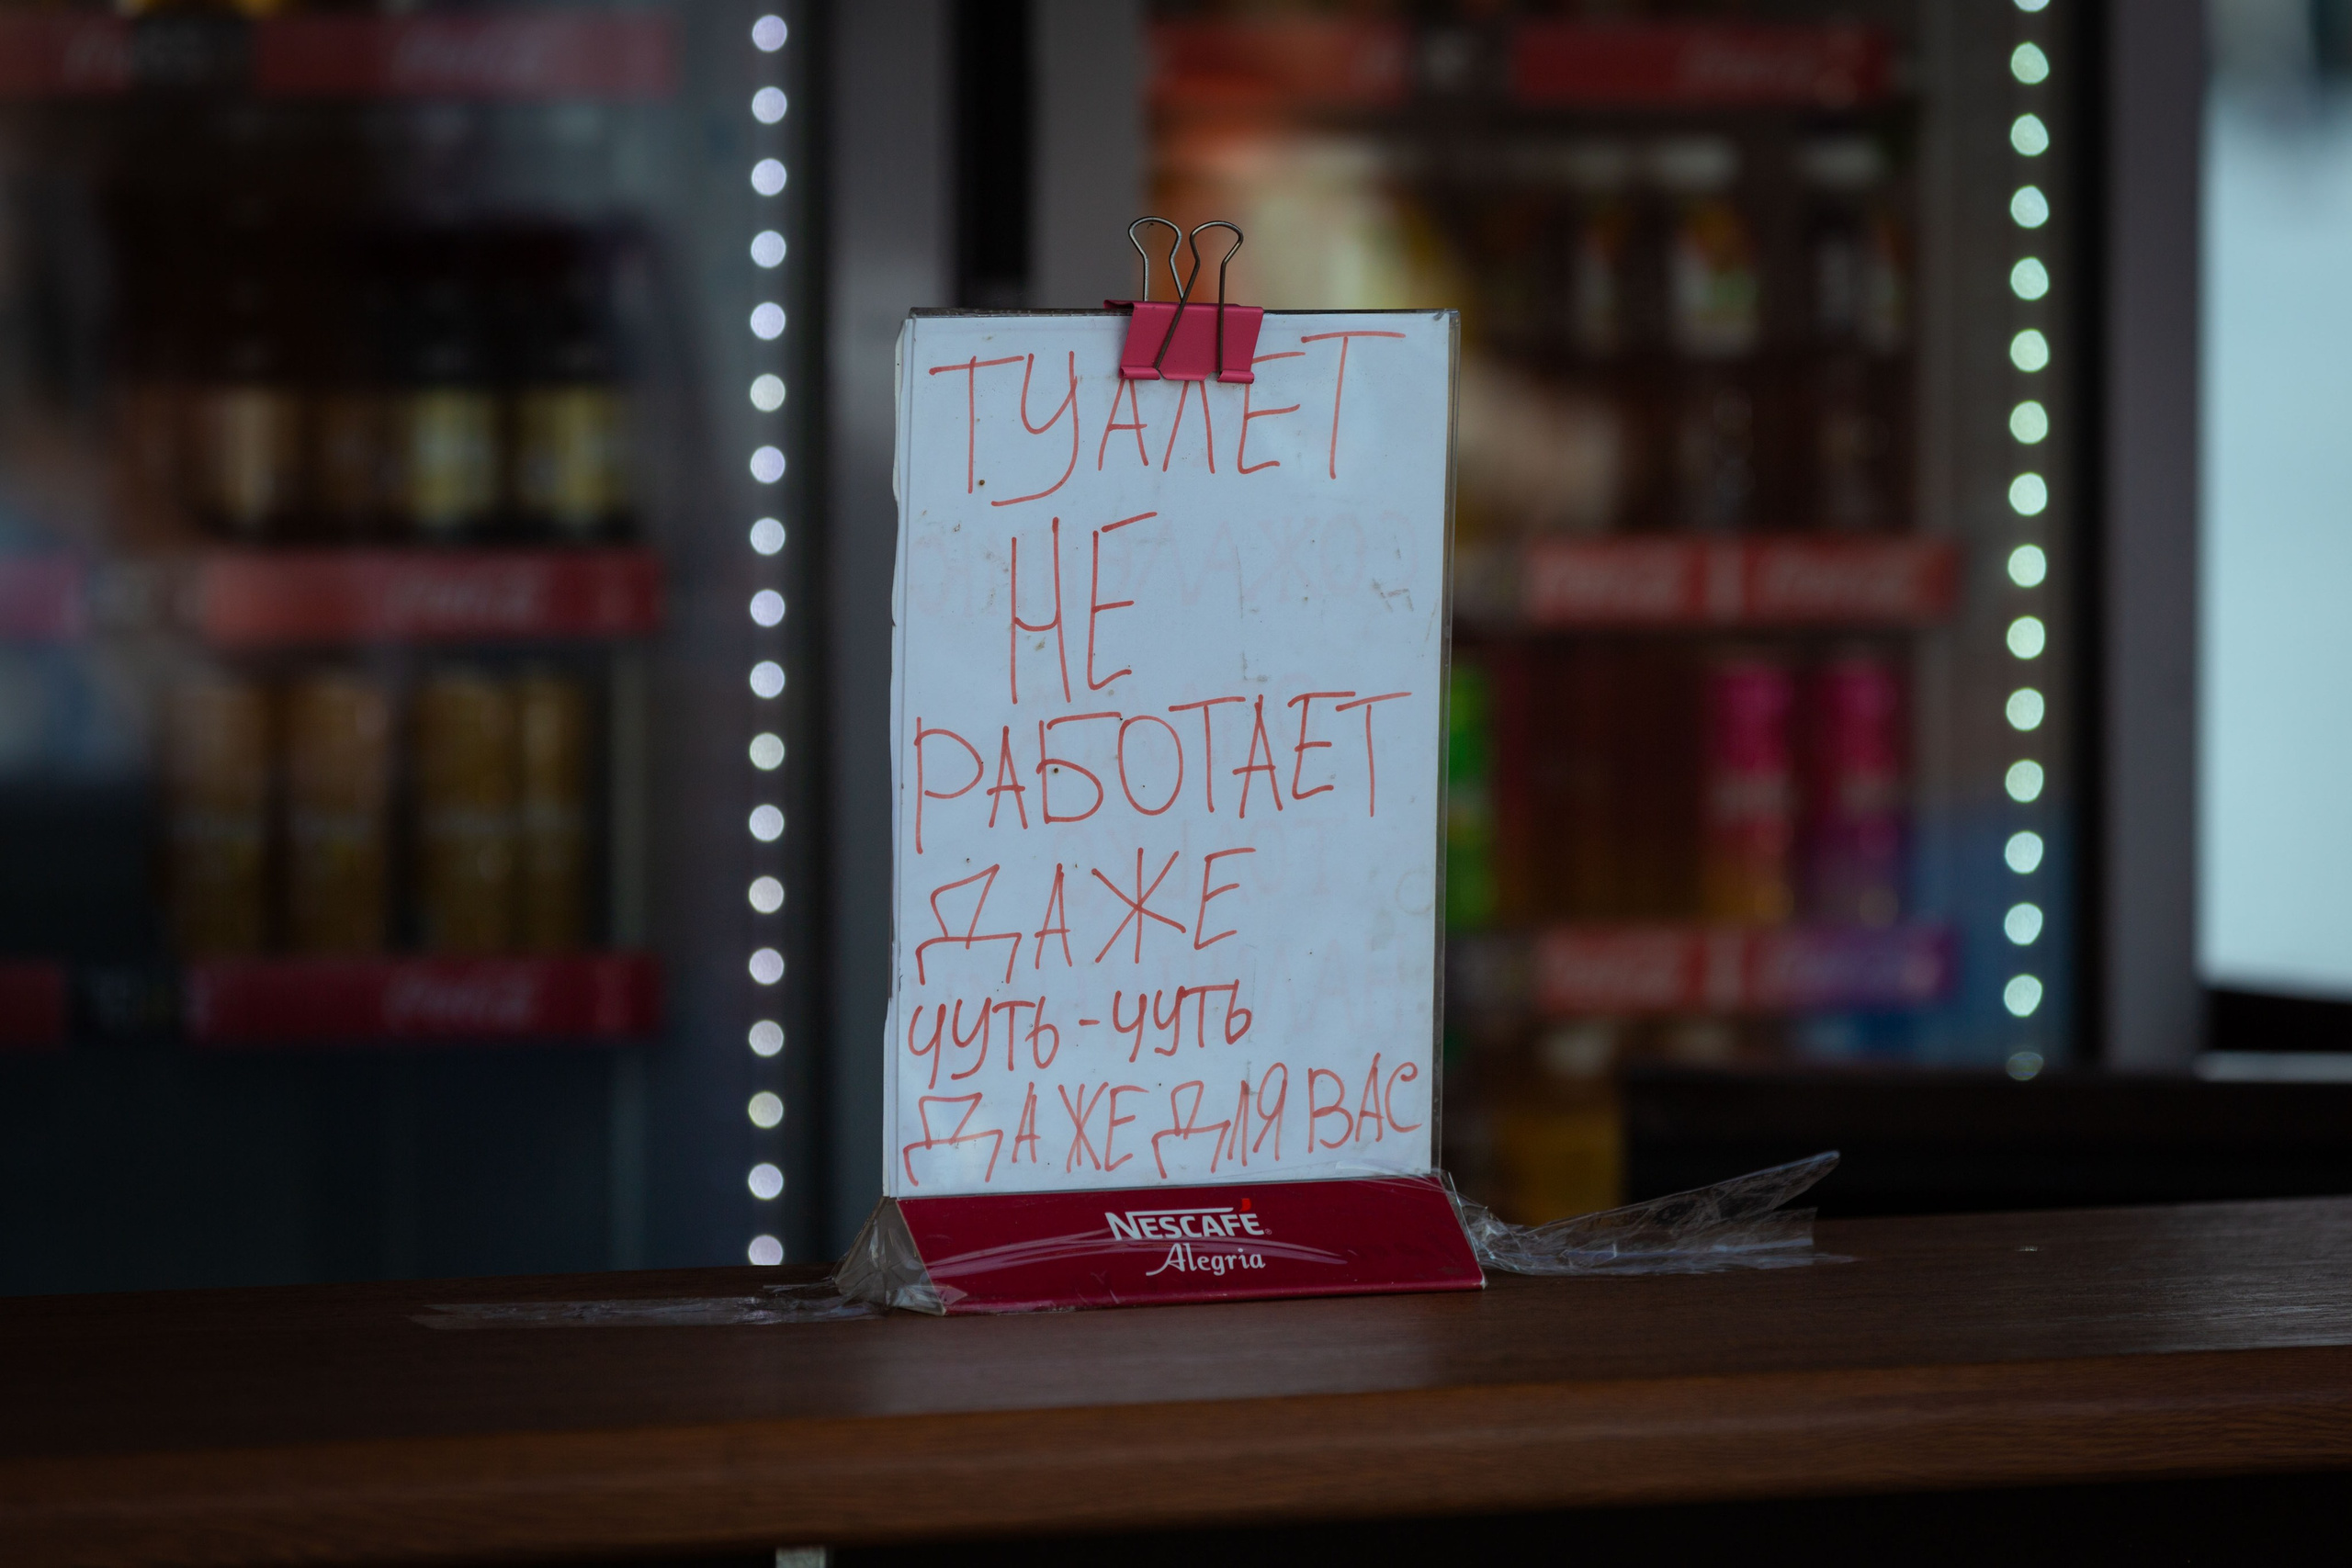 ТУАЛЕТ
НЕ
РАБОТАЕТ
ДАЖЕ
ЧУТЬ-ЧУТЬ
ДАЖЕ ДЛЯ ВАС
NESCAFÉ
Alegria